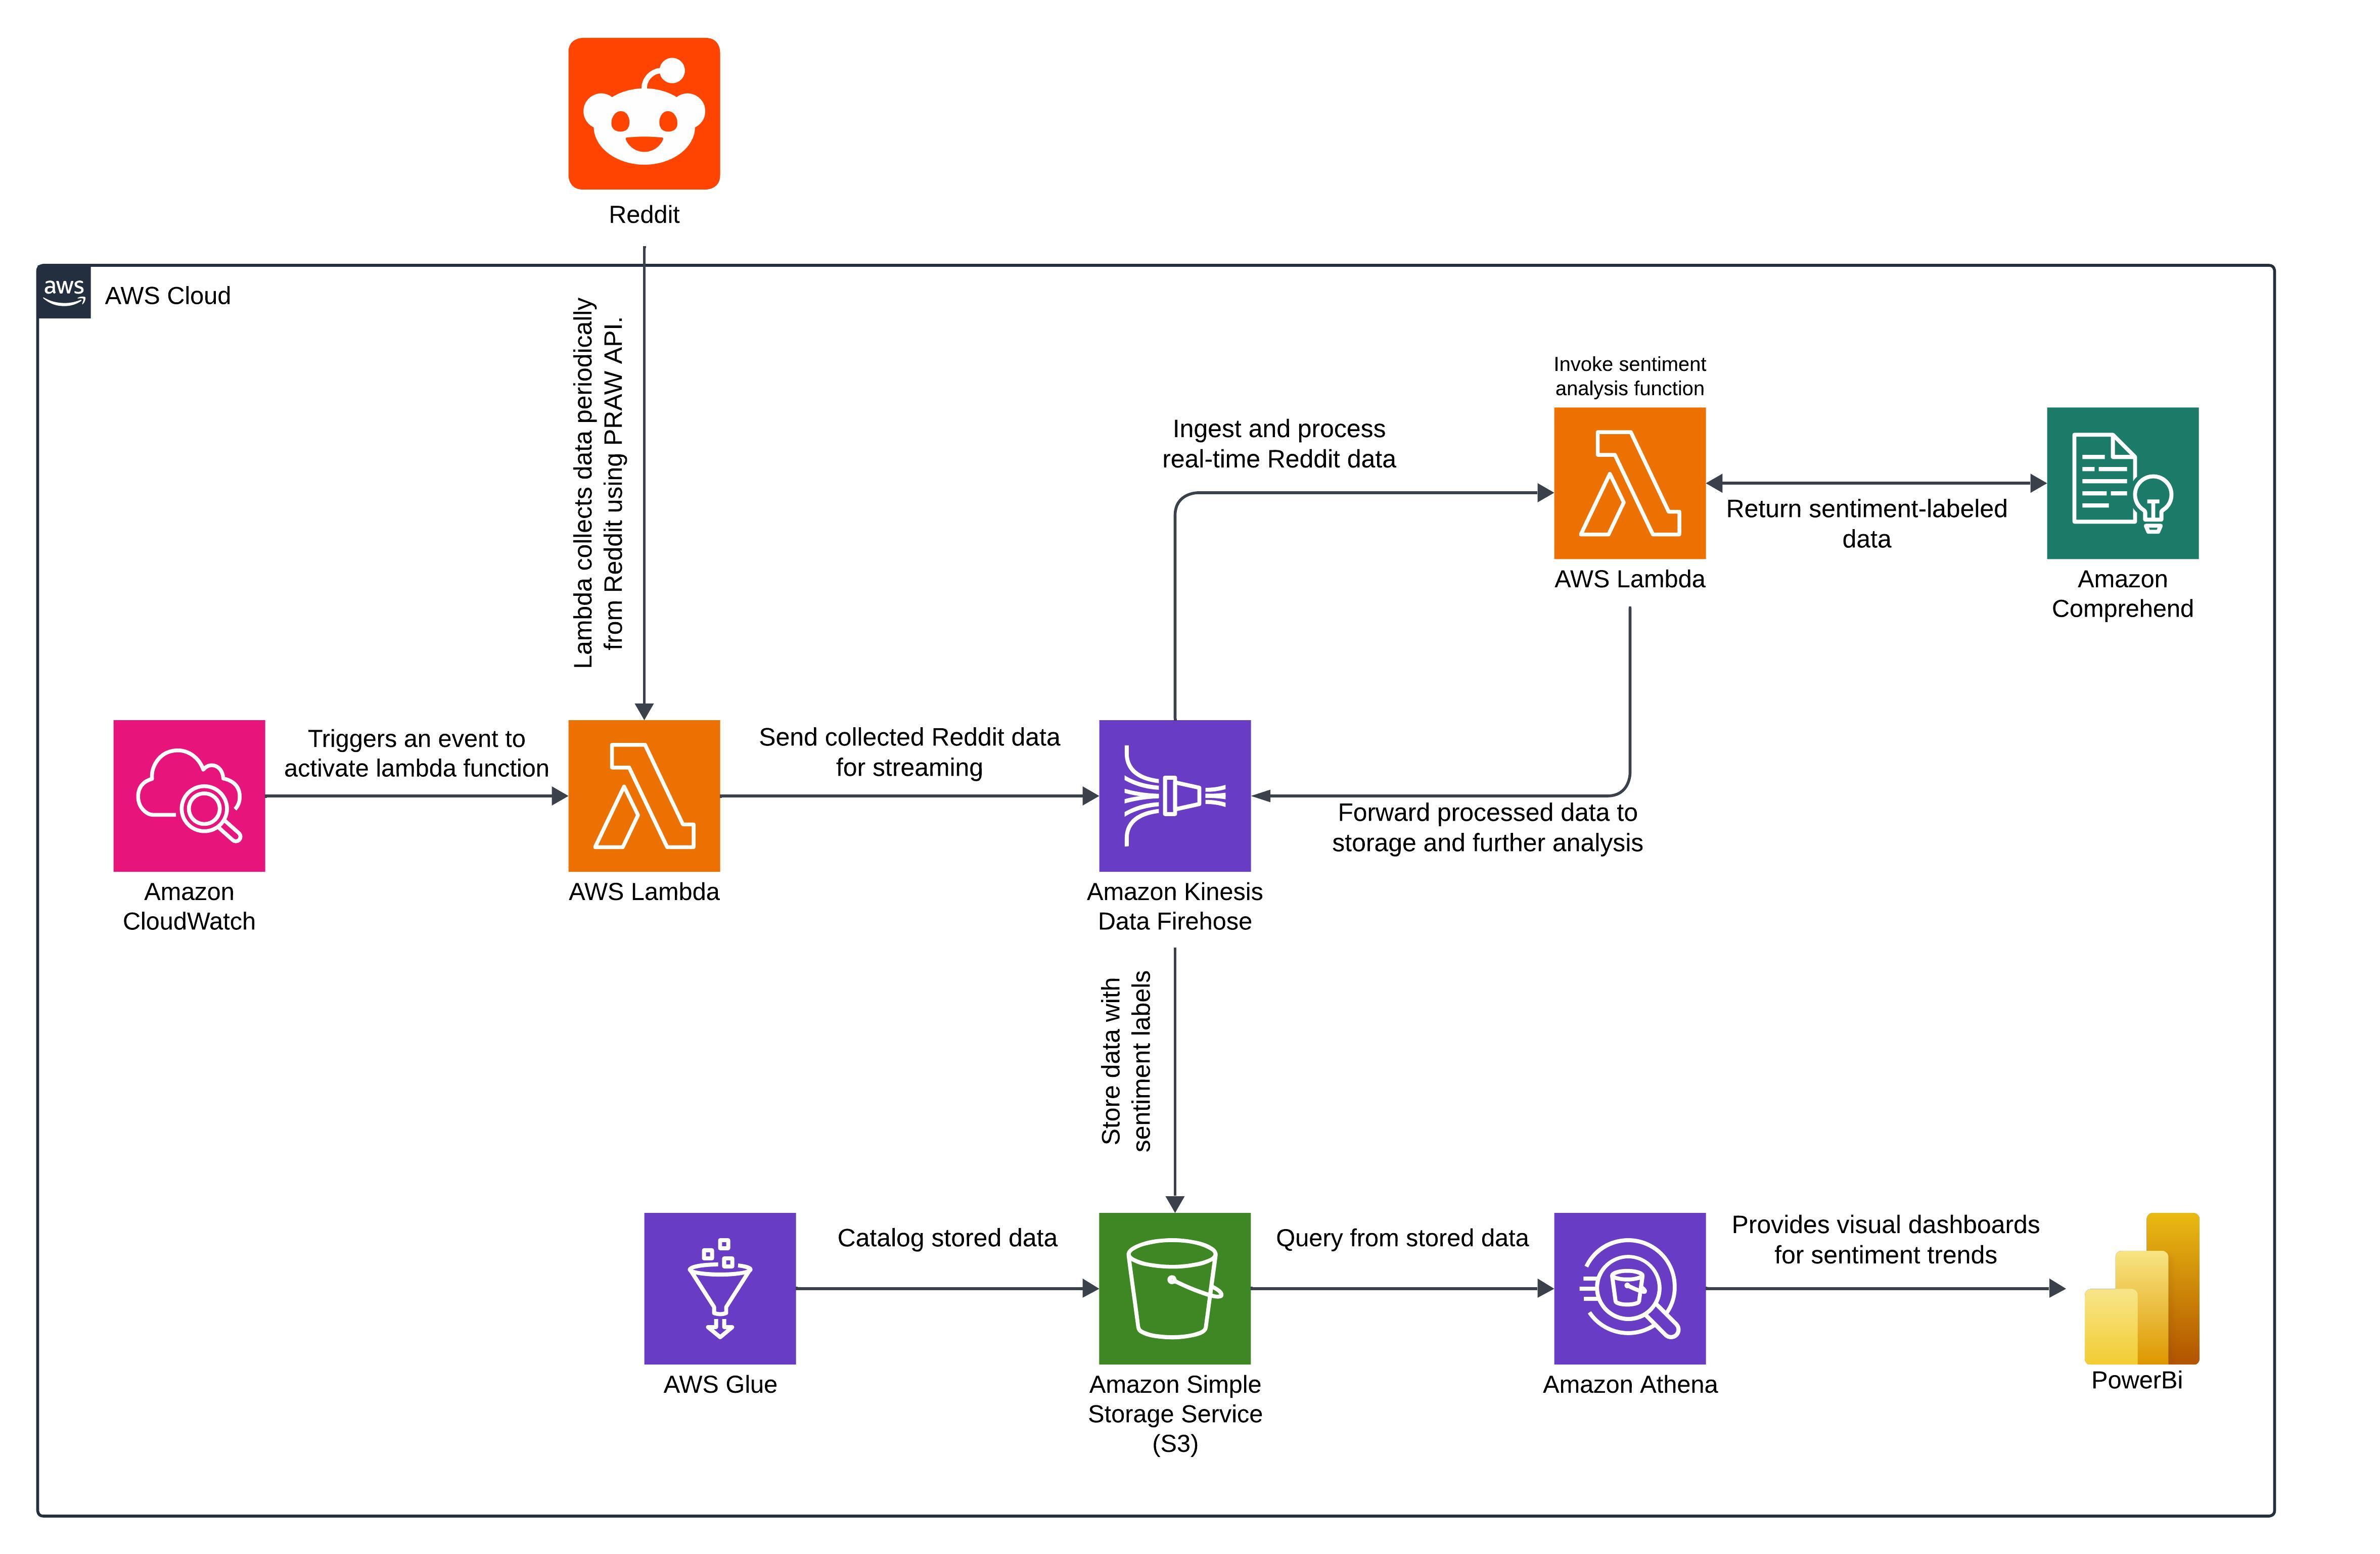 Reddit
aws
AWS Cloud
Lambda collects data periodically
from Reddit using PRAW API.
Invoke sentiment
analysis function
Ingest and process
real-time Reddit data
Return sentiment-labeled
data
AWS Lambda
Amazon
Comprehend
Triggers an event to
activate lambda function
Send collected Reddit data
for streaming
Forward processed data to
storage and further analysis
Amazon
CloudWatch
AWS Lambda
Amazon Kinesis
Data Firehose
Store data with
sentiment labels
Catalog stored data
Query from stored data
Provides visual dashboards
for sentiment trends
AWS Glue
Amazon Simple
Storage Service
(S3)
Amazon Athena
PowerBi